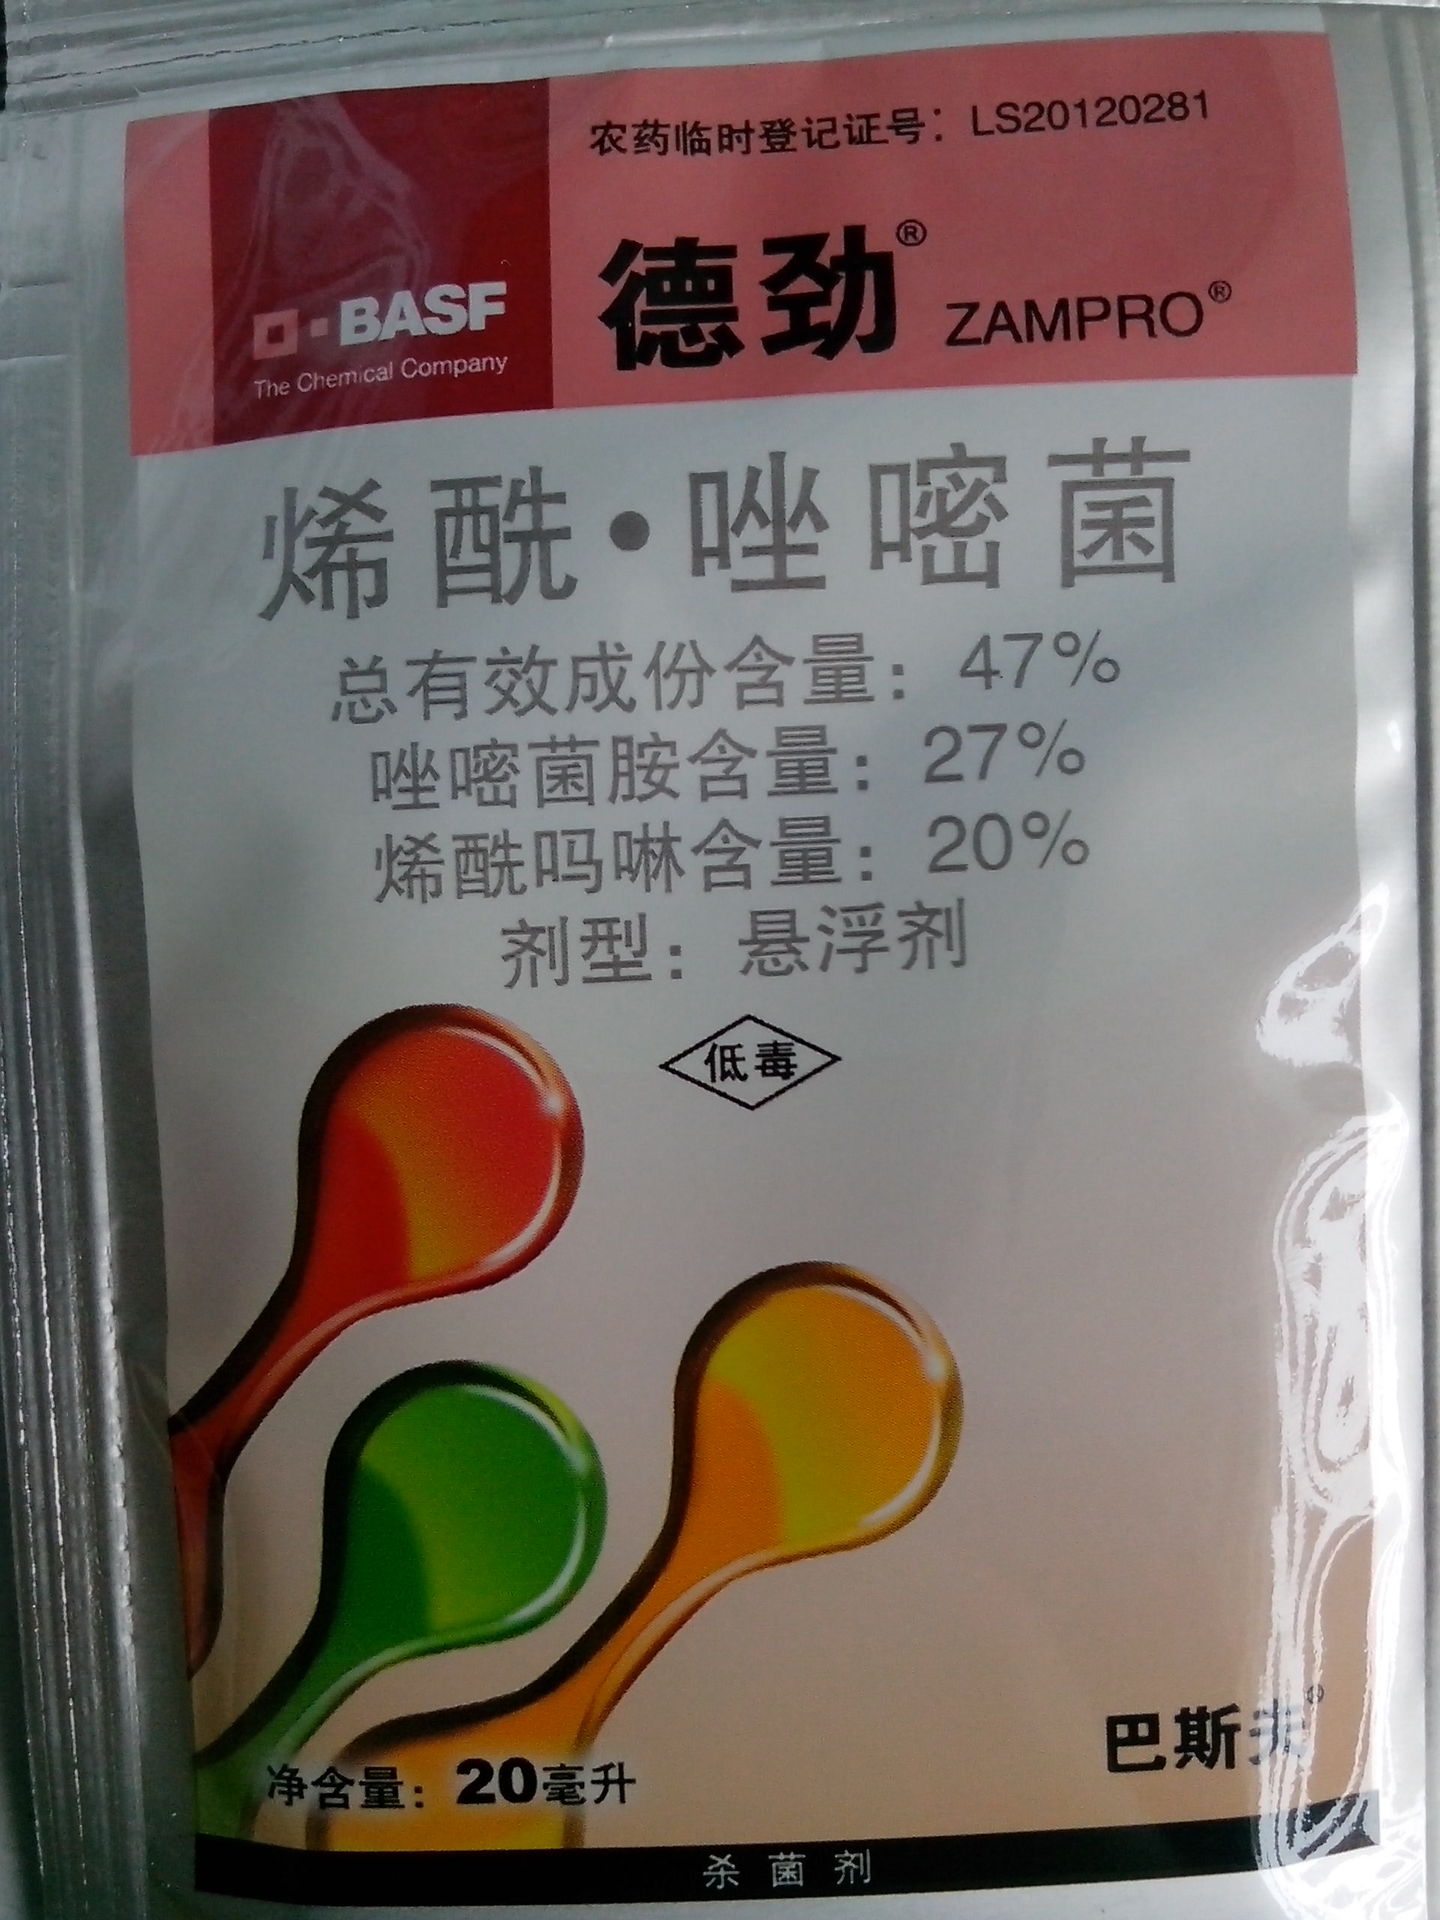 农药临时登记证号：LS20120281
BASF
The Chemical Company
德劲® ZAMPRO®
烯酰·唑嘧菌
总有效成份含量：47%
唑嘧菌胺含量：27%
烯酰吗啉含量：20%
剂型：悬浮剂
低毒
巴斯夫®
净含量：20毫升
杀菌剂